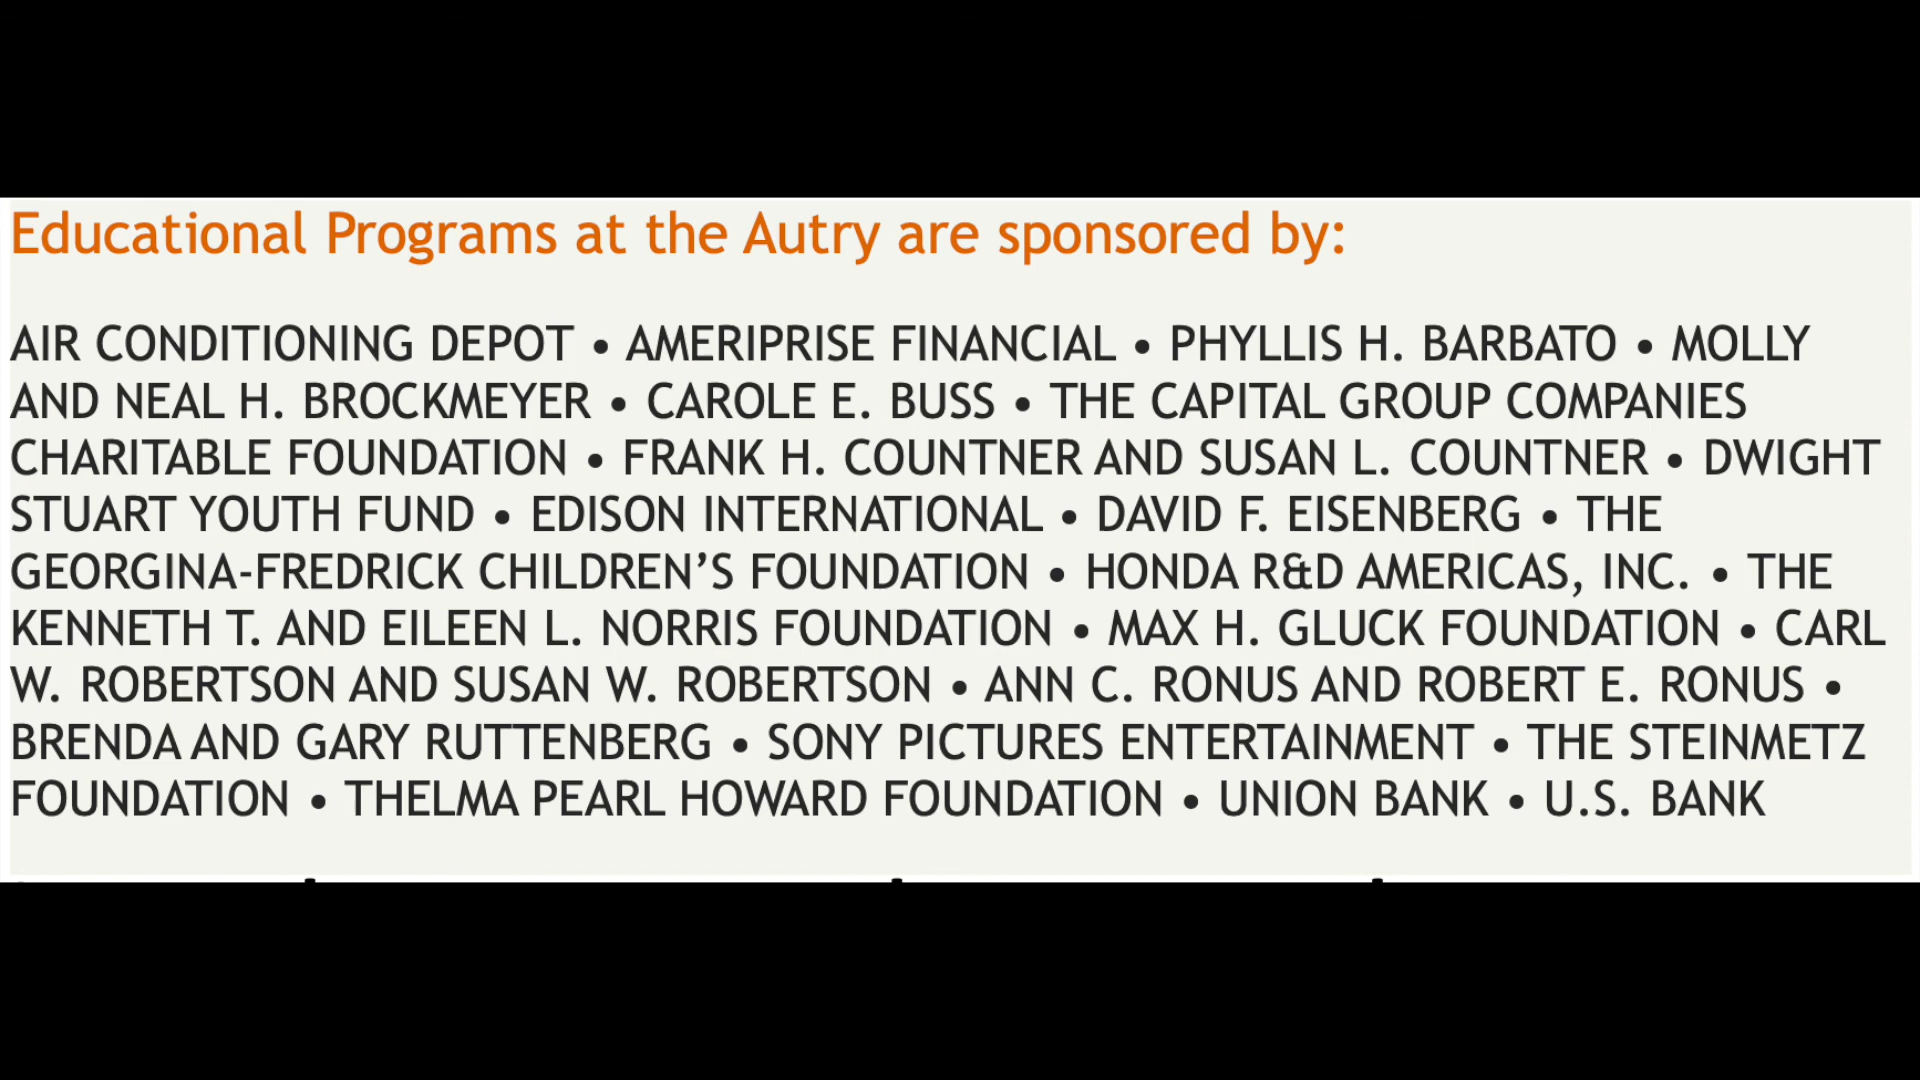 Educational Programs at the Autry are sponsored by:
AIR CONDITIONING DEPOT • AMERIPRISE FINANCIAL • PHYLLIS H. BARBATO • MOLLY
AND NEAL H. BROCKMEYER • CAROLE E. BUSS • THE CAPITAL GROUP COMPANIES
CHARITABLE FOUNDATION • FRANK H. COUNTNER AND SUSAN L. COUNTNER • DWIGHT
STUART YOUTH FUND • EDISON INTERNATIONAL • DAVID F. EISENBERG • THE
GEORGINA-FREDRICK CHILDREN’S FOUNDATION • HONDA R&D AMERICAS, INC. • THE
KENNETH T. AND EILEEN L. NORRIS FOUNDATION • MAX H. GLUCK FOUNDATION • CARL
W. ROBERTSON AND SUSAN W. ROBERTSON • ANN C. RONUS AND ROBERT E. RONUS •
BRENDA AND GARY RUTTENBERG • SONY PICTURES ENTERTAINMENT • THE STEINMETZ
FOUNDATION • THELMA PEARL HOWARD FOUNDATION • UNION BANK • U.S. BANK